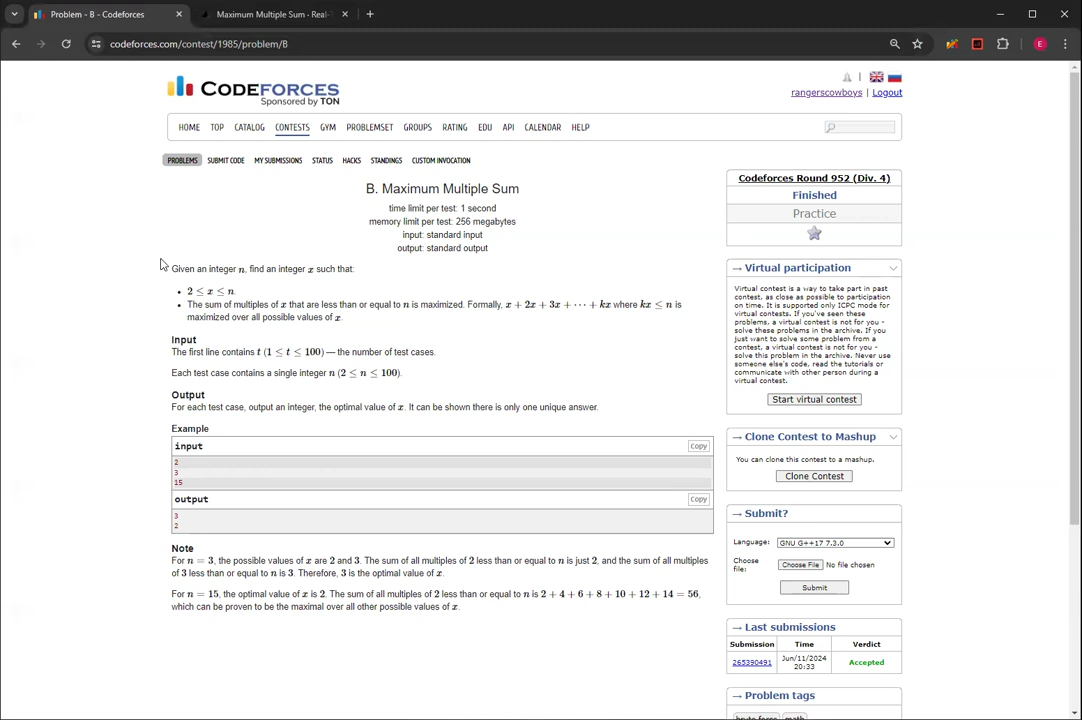 Problem - B - Codeforces
Maximum Multiple Sum - Real-T
codeforces.com/contest/1985/problem/B
E
CODEFORCES
Sponsored by TON
rangerscowboys | Logout
HOME TOP CATALOG CONTESTS GYM PROBLEMSET GROUPS RATING EDU API CALENDAR HELP
PROBLEMS SUBMIT CODE MY SUBMISSIONS STATUS HACKS STANDINGS CUSTOM INVOCATION
B. Maximum Multiple Sum
time limit per test: 1 second
memory limit per test: 256 megabytes
input: standard input
output: standard output
Given an integer n, find an integer x such that:
• 2 ≤ x ≤ n.
• The sum of multiples of x that are less than or equal to n is maximized. Formally, x + 2x + 3x + ⋯ + kx where kx ≤ n is
maximized over all possible values of x.
Input
The first line contains t (1 ≤ t ≤ 100) — the number of test cases.
Each test case contains a single integer n (2 ≤ n ≤ 100).
Output
For each test case, output an integer, the optimal value of x. It can be shown there is only one unique answer.
Example
input Copy
2
3
15
output Copy
3
2
Note
For n = 3, the possible values of x are 2 and 3. The sum of all multiples of 2 less than or equal to n is just 2, and the sum of all multiples
of 3 less than or equal to n is 3. Therefore, 3 is the optimal value of x.
For n = 15, the optimal value of x is 2. The sum of all multiples of 2 less than or equal to n is 2 + 4 + 6 + 8 + 10 + 12 + 14 = 56,
which can be proven to be the maximal over all other possible values of x.
Codeforces Round 952 (Div. 4)
Finished
Practice
→ Virtual participation
Virtual contest is a way to take part in past
contest, as close as possible to participation
on time. It is supported only ICPC mode for
virtual contests. If you've seen these
problems, a virtual contest is not for you -
solve these problems in the archive. If you
just want to solve some problem from a
contest, a virtual contest is not for you -
solve this problem in the archive. Never use
someone else's code, read the tutorials or
communicate with other person during a
virtual contest.
Start virtual contest
→ Clone Contest to Mashup
You can clone this contest to a mashup.
Clone Contest
→ Submit?
Language: GNU G++17 7.3.0
Choose
file: Choose File No file chosen
Submit
→ Last submissions
Submission Time Verdict
265390491 Jun/11/2024
20:33 Accepted
→ Problem tags
brute force math